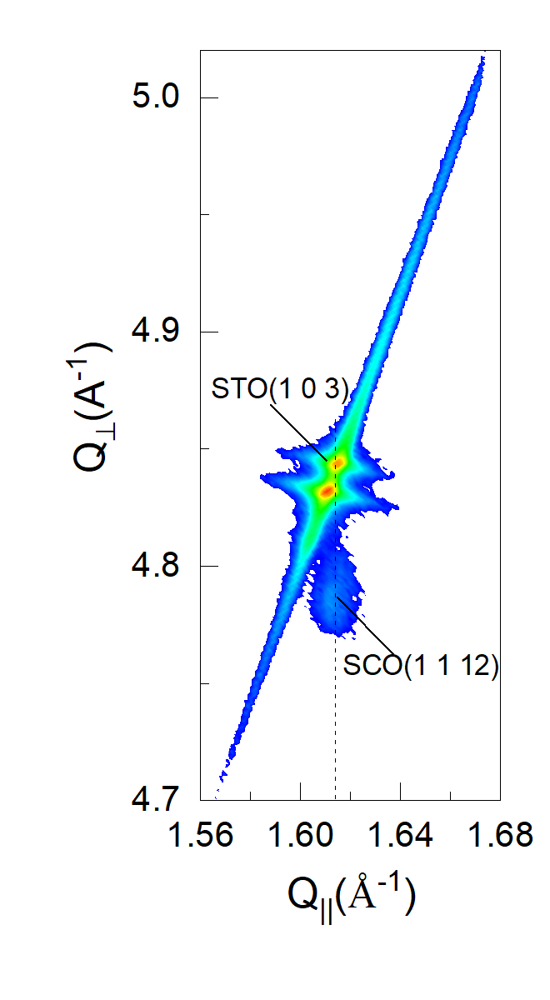 5.0
4.9
STO(1 0 3)
4.8
SCO(1 1 12)
4.7
1.56 1.60 1.64 1.68
Q⊥(A⁻¹)
Q||(Å⁻¹)